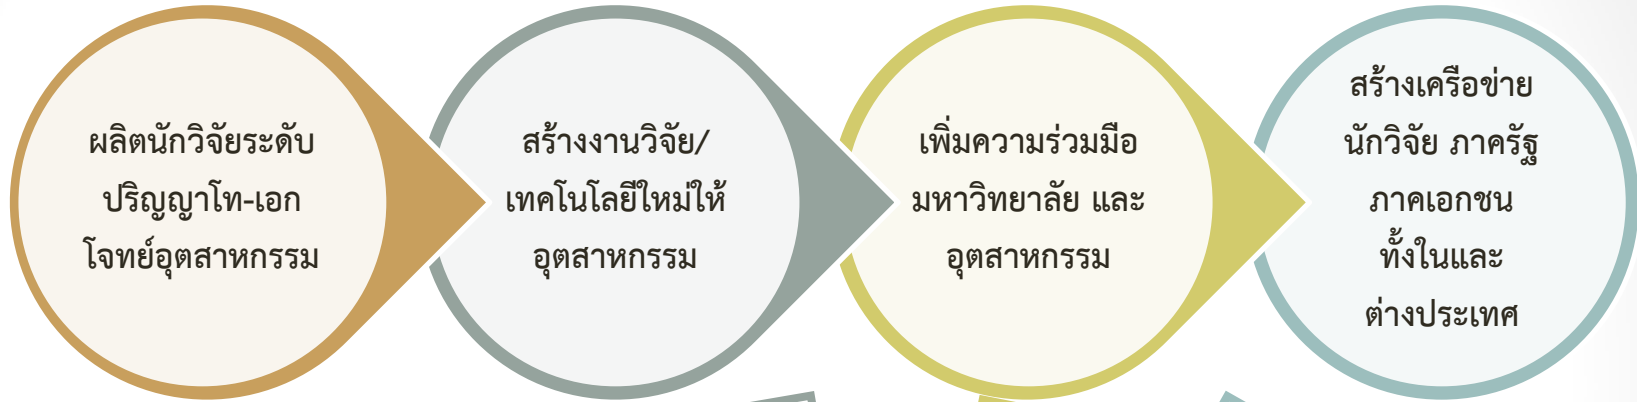 ผลิตนักวิจัยระดับ
ปริญญาโท-เอก
โจทย์อุตสาหกรรม
สร้างงานวิจัย/
เทคโนโลยีใหม่ให้
อุตสาหกรรม
เพิ่มความร่วมมือ
มหาวิทยาลัย และ
อุตสาหกรรม
สร้างเครือข่าย
นักวิจัย ภาครัฐ
ภาคเอกชน
ทั้งในและ
ต่างประเทศ